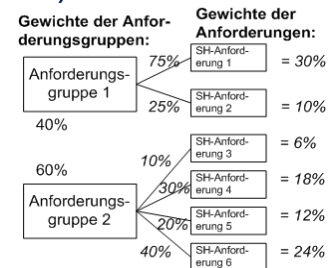 Gewichte der Anfor-
derungsgruppen:
Gewichte der
Anforderungen:
Anforderungs-
gruppe 1
40%
75%
SH-Anford-
erung 1
= 30%
25%
SH-Anford-
erung 2
= 10%
60%
Anforderungs-
gruppe 2
10%
SH-Anford-
erung 3
= 6%
30%
SH-Anford-
erung 4
= 18%
20%
SH-Anford-
erung 5
= 12%
40%
SH-Anford-
erung 6
= 24%